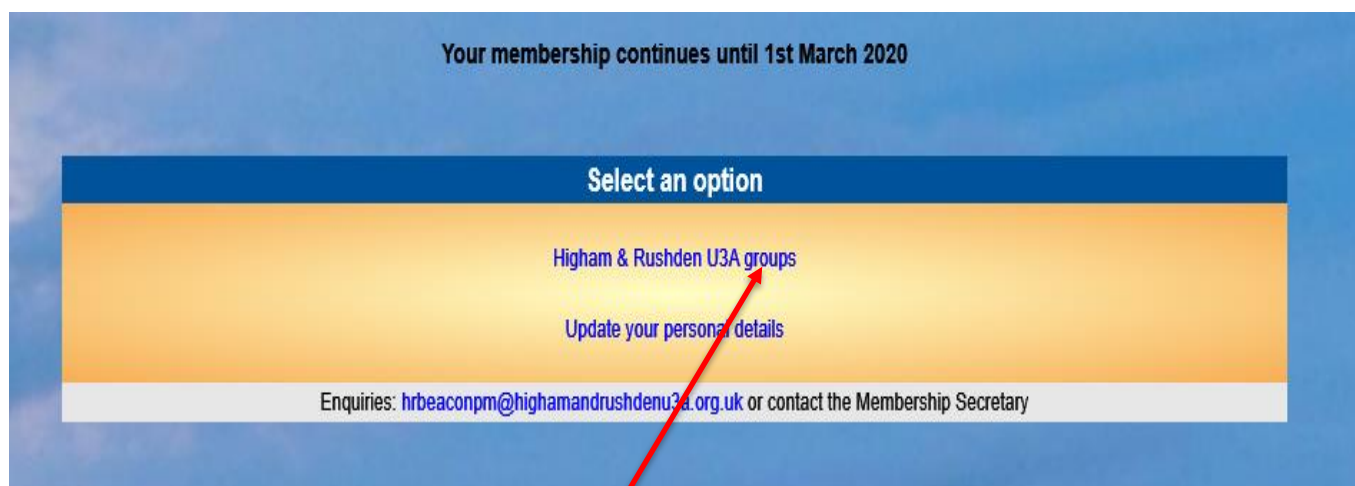 Your membership continues until 1st March 2020
Select an option
Higham & Rushden U3A groups
Update your personal details
Enquiries: hrbeaconpm@highamandrushdenu3a.org.uk or contact the Membership Secretary